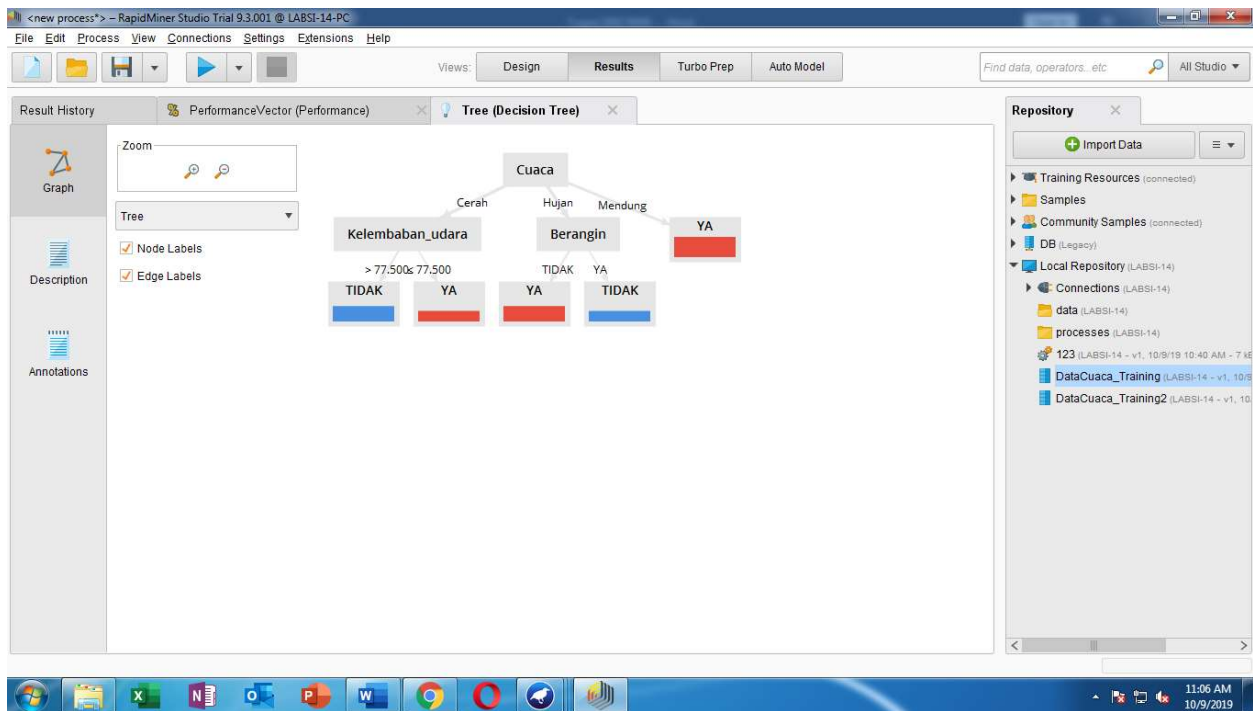 <new process*> – RapidMiner Studio Trial 9.3.001 @ LABSI-14-PC
File Edit Process View Connections Settings Extensions Help
Views: Design Results Turbo Prep Auto Model
Find data, operators...etc
All Studio
Result History
PerformanceVector (Performance)
Tree (Decision Tree)
Graph
Description
Annotations
Zoom
Tree
Node Labels
Edge Labels
Cuaca
Cerah Hujan Mendung
Kelembaban_udara Berangin YA
> 77.500 ≤ 77.500 TIDAK YA
TIDAK YA YA TIDAK
Repository
Import Data
Training Resources (connected)
Samples
Community Samples (connected)
DB (Legacy)
Local Repository (LABSI-14)
Connections (LABSI-14)
data (LABSI-14)
processes (LABSI-14)
123 (LABSI-14 – v1, 10/9/19 10:40 AM – 7 kB
DataCuaca_Training (LABSI-14 – v1, 10/9
DataCuaca_Training2 (LABSI-14 – v1, 10
11:06 AM
10/9/2019